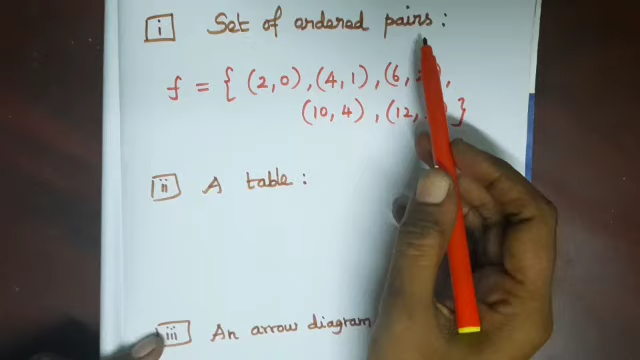 i Set of ordered pairs:
f = { (2,0), (4,1), (6,
(10,4), (12, }
ii A table:
iii An arrow diagram